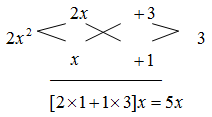 2x +3
2x² 3
x +1
[2×1+1×3]x = 5x